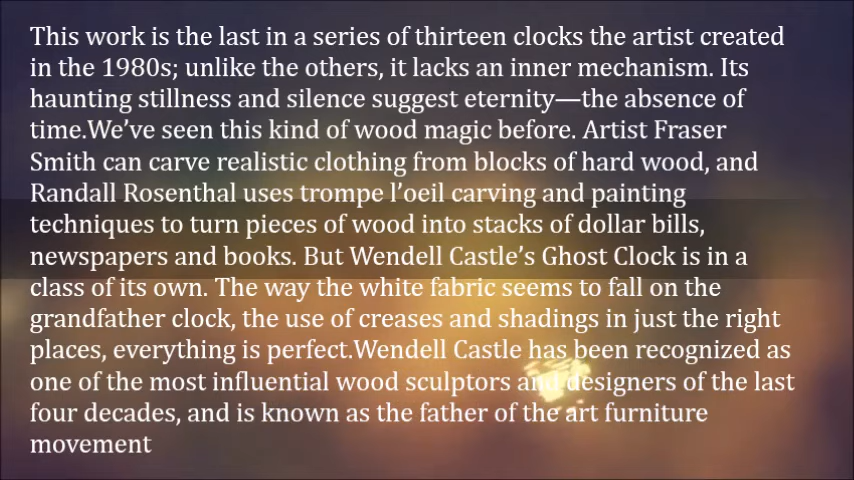 This work is the last in a series of thirteen clocks the artist created
in the 1980s; unlike the others, it lacks an inner mechanism. Its
haunting stillness and silence suggest eternity—the absence of
time.We’ve seen this kind of wood magic before. Artist Fraser
Smith can carve realistic clothing from blocks of hard wood, and
Randall Rosenthal uses trompe l’oeil carving and painting
techniques to turn pieces of wood into stacks of dollar bills,
newspapers and books. But Wendell Castle’s Ghost Clock is in a
class of its own. The way the white fabric seems to fall on the
grandfather clock, the use of creases and shadings in just the right
places, everything is perfect.Wendell Castle has been recognized as
one of the most influential wood sculptors and designers of the last
four decades, and is known as the father of the art furniture
movement